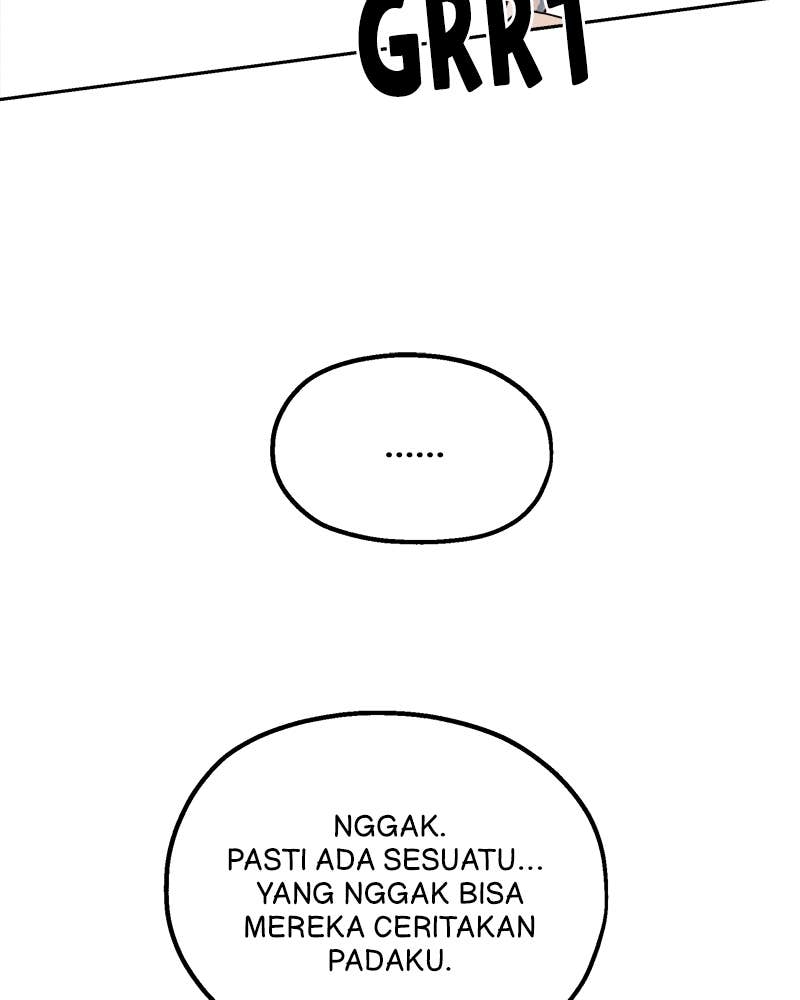 GRRT
......
NGGAK.
PASTI ADA SESUATU...
YANG NGGAK BISA
MEREKA CERITAKAN
PADAKU.